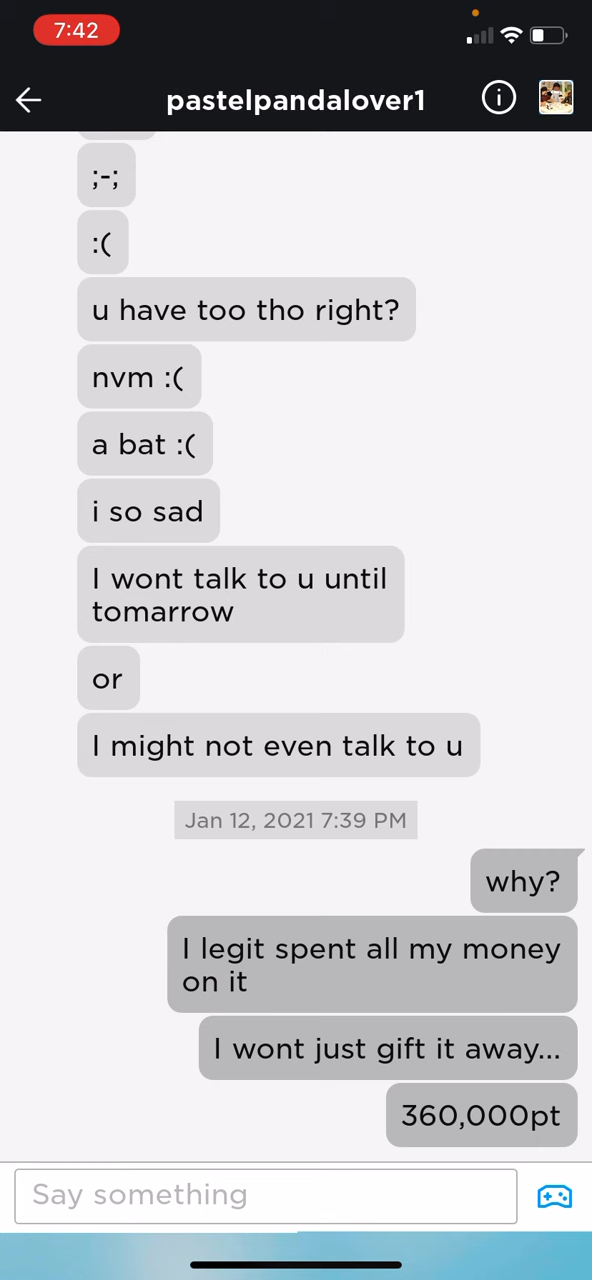 7:42
pastelpandalover1
;-;
:(
u have too tho right?
nvm :(
a bat :(
i so sad
I wont talk to u until
tomarrow
or
I might not even talk to u
Jan 12, 2021 7:39 PM
why?
I legit spent all my money
on it
I wont just gift it away...
360,000pt
Say something